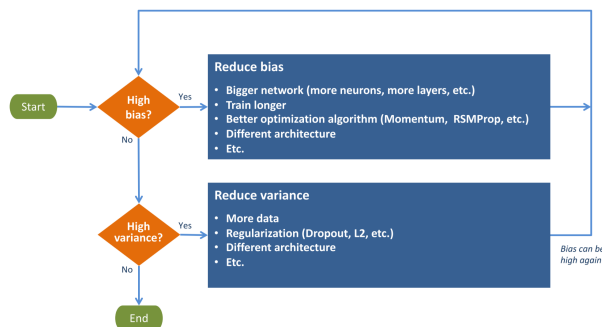 Reduce bias
Start
High
bias?
Yes
• Bigger network (more neurons, more layers, etc.)
• Train longer
• Better optimization algorithm (Momentum, RSMProp, etc.)
• Different architecture
• Etc.
No
Reduce variance
High
variance?
Yes
• More data
• Regularization (Dropout, L2, etc.)
• Different architecture
• Etc.
Bias can be
high again
No
End